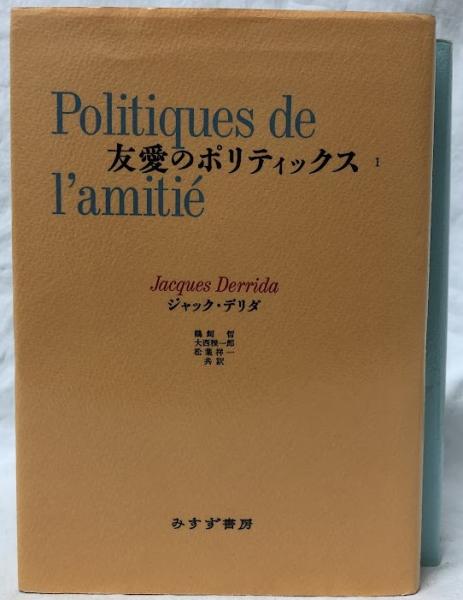 Politiques de
友愛のポリティックス 1
l'amitié
Jacques Derrida
ジャック・デリダ
鵜飼 哲
大西雅一郎
松葉祥一
共訳
みすず書房